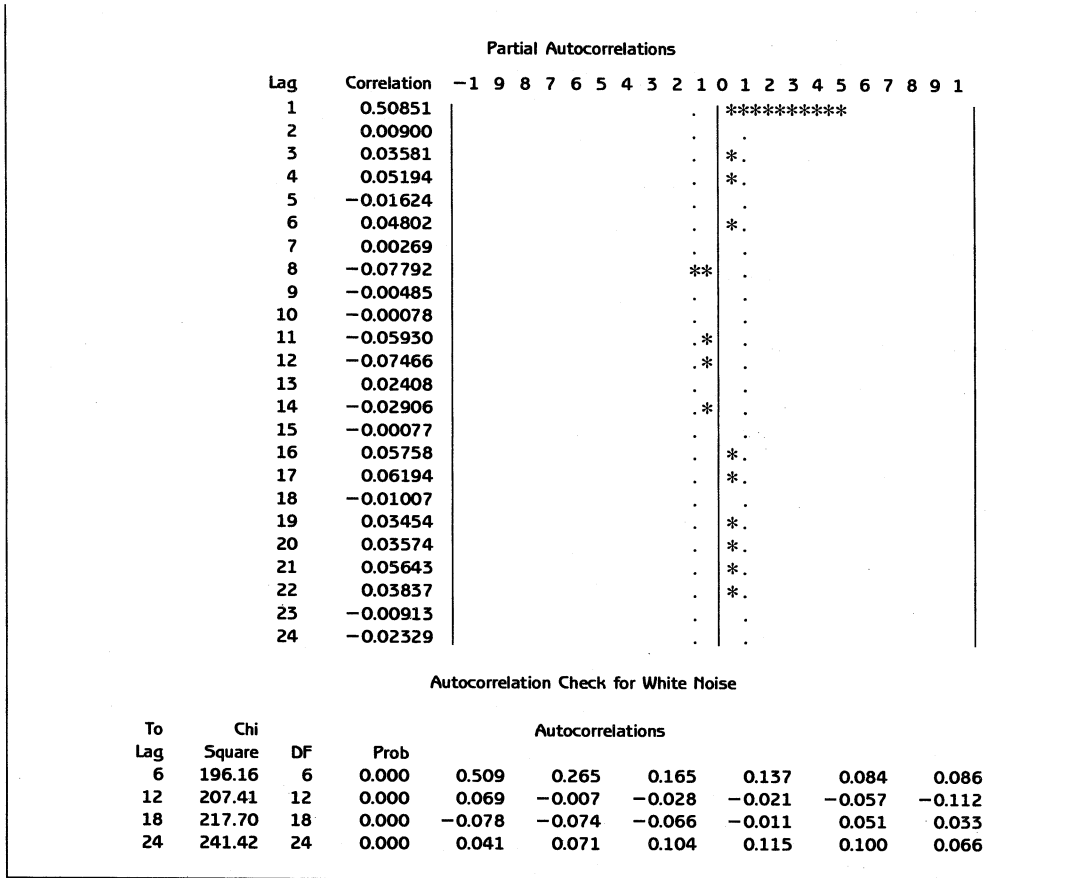 Partial Autocorrelations
Lag Correlation −1 9 8 7 6 5 4 3 2 1 0 1 2 3 4 5 6 7 8 9 1
1 0.50851 . **********
2 0.00900 . .
3 0.03581 . *.
4 0.05194 . *.
5 −0.01624 . .
6 0.04802 . *.
7 0.00269 . .
8 −0.07792 ** .
9 −0.00485 . .
10 −0.00078 . .
11 −0.05930 .* .
12 −0.07466 .* .
13 0.02408 . .
14 −0.02906 .* .
15 −0.00077 . .
16 0.05758 . *.
17 0.06194 . *.
18 −0.01007 . .
19 0.03454 . *.
20 0.03574 . *.
21 0.05643 . *.
22 0.03837 . *.
23 −0.00913 . .
24 −0.02329 . .
Autocorrelation Check for White Noise
To Chi Autocorrelations
Lag Square DF Prob
6 196.16 6 0.000 0.509 0.265 0.165 0.137 0.084 0.086
12 207.41 12 0.000 0.069 −0.007 −0.028 −0.021 −0.057 −0.112
18 217.70 18 0.000 −0.078 −0.074 −0.066 −0.011 0.051 0.033
24 241.42 24 0.000 0.041 0.071 0.104 0.115 0.100 0.066